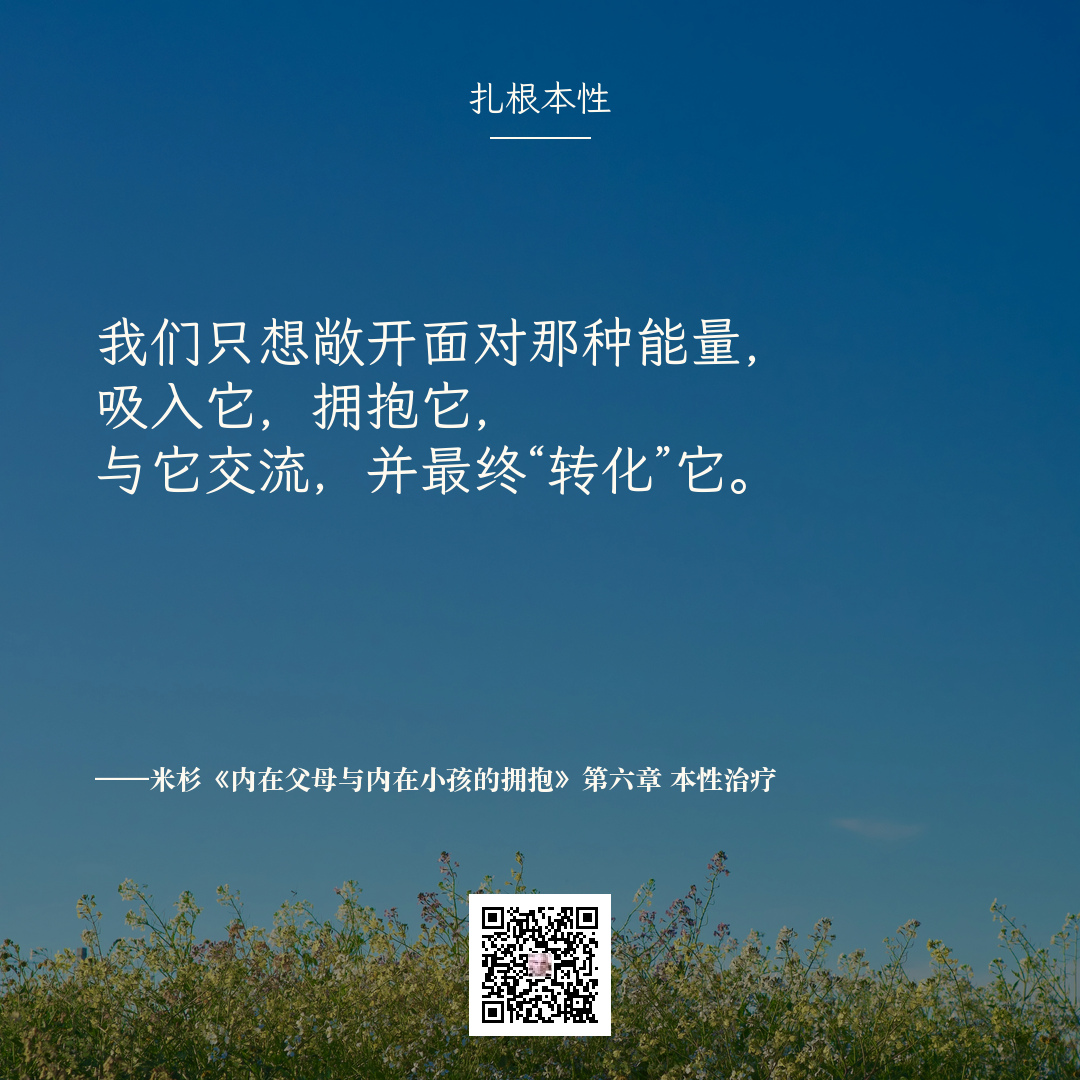 扎根本性
我们只想敞开面对那种能量，
吸入它，拥抱它，
与它交流，并最终“转化”它。
——米杉《内在父母与内在小孩的拥抱》第六章 本性治疗